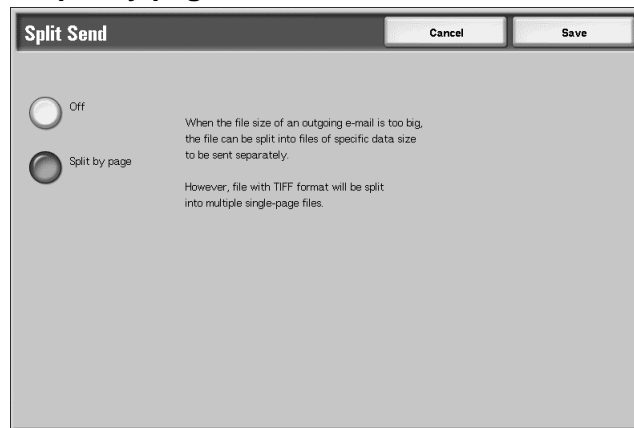 Split Send
Cancel
Save
Off
Split by page
When the file size of an outgoing e-mail is too big,
the file can be split into files of specific data size
to be sent separately.
However, file with TIFF format will be split
into multiple single-page files.